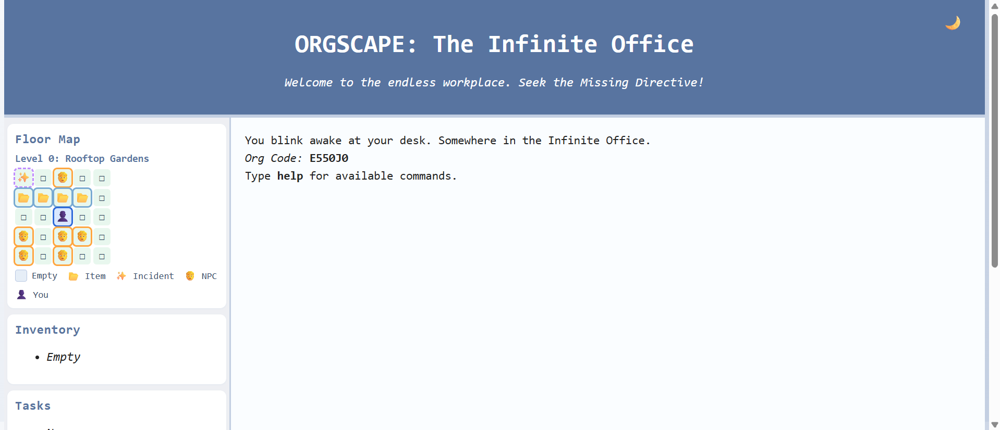 ORGSCAPE: The Infinite Office
Welcome to the endless workplace. Seek the Missing Directive!
Floor Map
Level 0: Rooftop Gardens
Empty Item Incident NPC
You
Inventory
Empty
Tasks
You blink awake at your desk. Somewhere in the Infinite Office.
Org Code: E550J0
Type help for available commands.